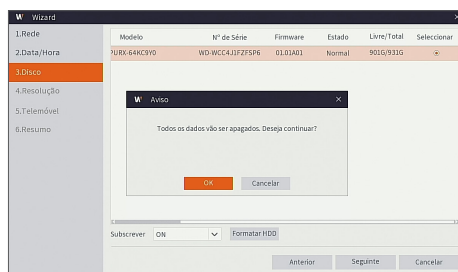 Wizard
1.Rede
2.Data/Hora
3.Disco
4.Resolução
5.Telemóvel
6.Resumo
Modelo Nº de Série Firmware Estado Livre/Total Seleccionar
PURX-64KC9Y0 WD-WCC4J1FZF5P6 01.01A01 Normal 901G/931G
Aviso
Todos os dados vão ser apagados. Deseja continuar?
OK Cancelar
Subscrever ON Formatar HDD
Anterior Seguinte Cancelar